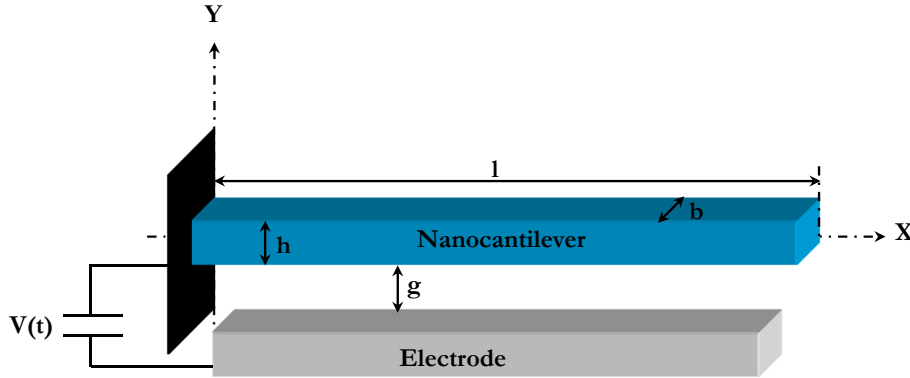 Y
l
b
X
h
Nanocantilever
g
V(t)
Electrode